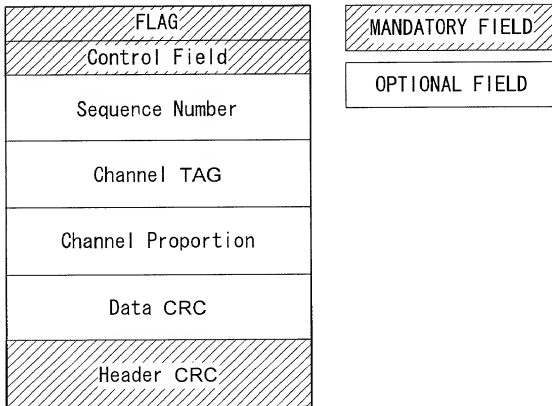 FLAG
Control Field
Sequence Number
Channel TAG
Channel Proportion
Data CRC
Header CRC
MANDATORY FIELD
OPTIONAL FIELD